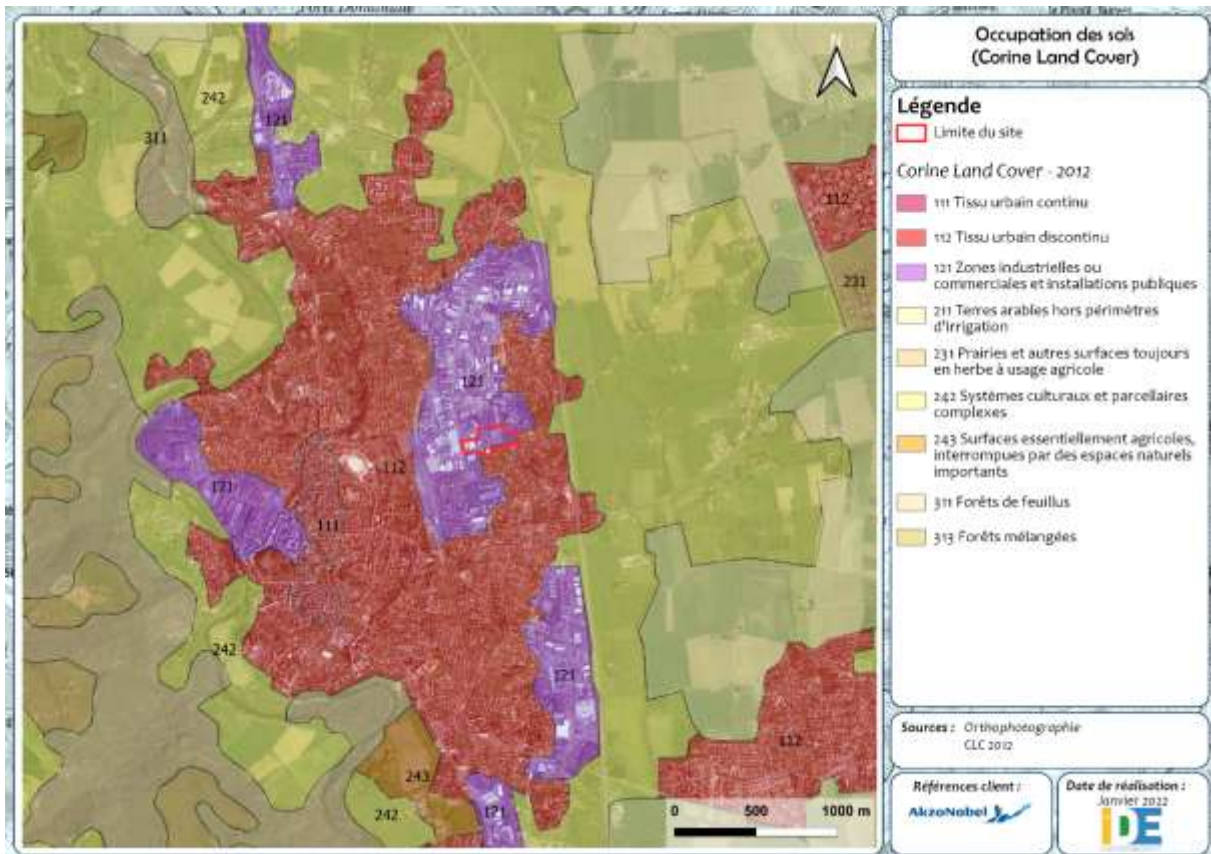 Occupation des sols
(Corine Land Cover)
Légende
Limite du site
Corine Land Cover - 2012
111 Tissu urbain continu
112 Tissu urbain discontinu
121 Zones industrielles ou
commerciales et installations publiques
211 Terres arables hors périmètres
d'irrigation
231 Prairies et autres surfaces toujours
en herbe à usage agricole
242 Systèmes culturaux et parcellaires
complexes
243 Surfaces essentiellement agricoles,
interrompues par des espaces naturels
importants
311 Forêts de feuillus
313 Forêts mélangées
Sources : Orthophotographie
CLC 2012
Références client :
AkzoNobel
Date de réalisation :
Janvier 2022
IDE
N
242
121
311
112
231
121
112
121
111
242
121
112
243
242
121
0 500 1000 m